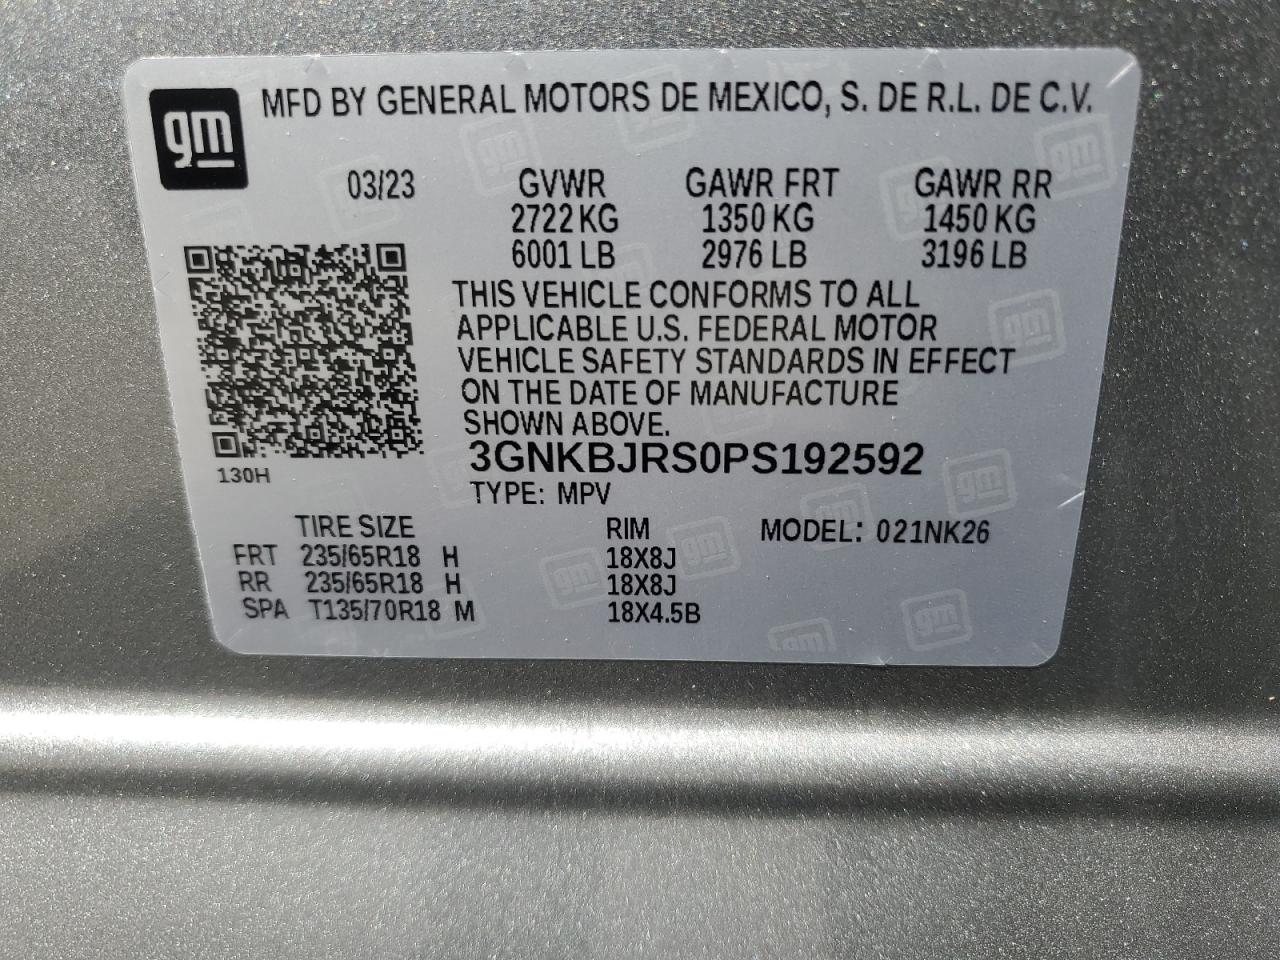 gm MFD BY GENERAL MOTORS DE MEXICO, S. DE R.L. DE C.V.
03/23 GVWR GAWR FRT GAWR RR
2722 KG 1350 KG 1450 KG
6001 LB 2976 LB 3196 LB
THIS VEHICLE CONFORMS TO ALL
APPLICABLE U.S. FEDERAL MOTOR
VEHICLE SAFETY STANDARDS IN EFFECT
ON THE DATE OF MANUFACTURE
SHOWN ABOVE.
3GNKBJRS0PS192592
130H
TYPE: MPV
TIRE SIZE RIM MODEL: 021NK26
FRT 235/65R18 H 18X8J
RR 235/65R18 H 18X8J
SPA T135/70R18 M 18X4.5B